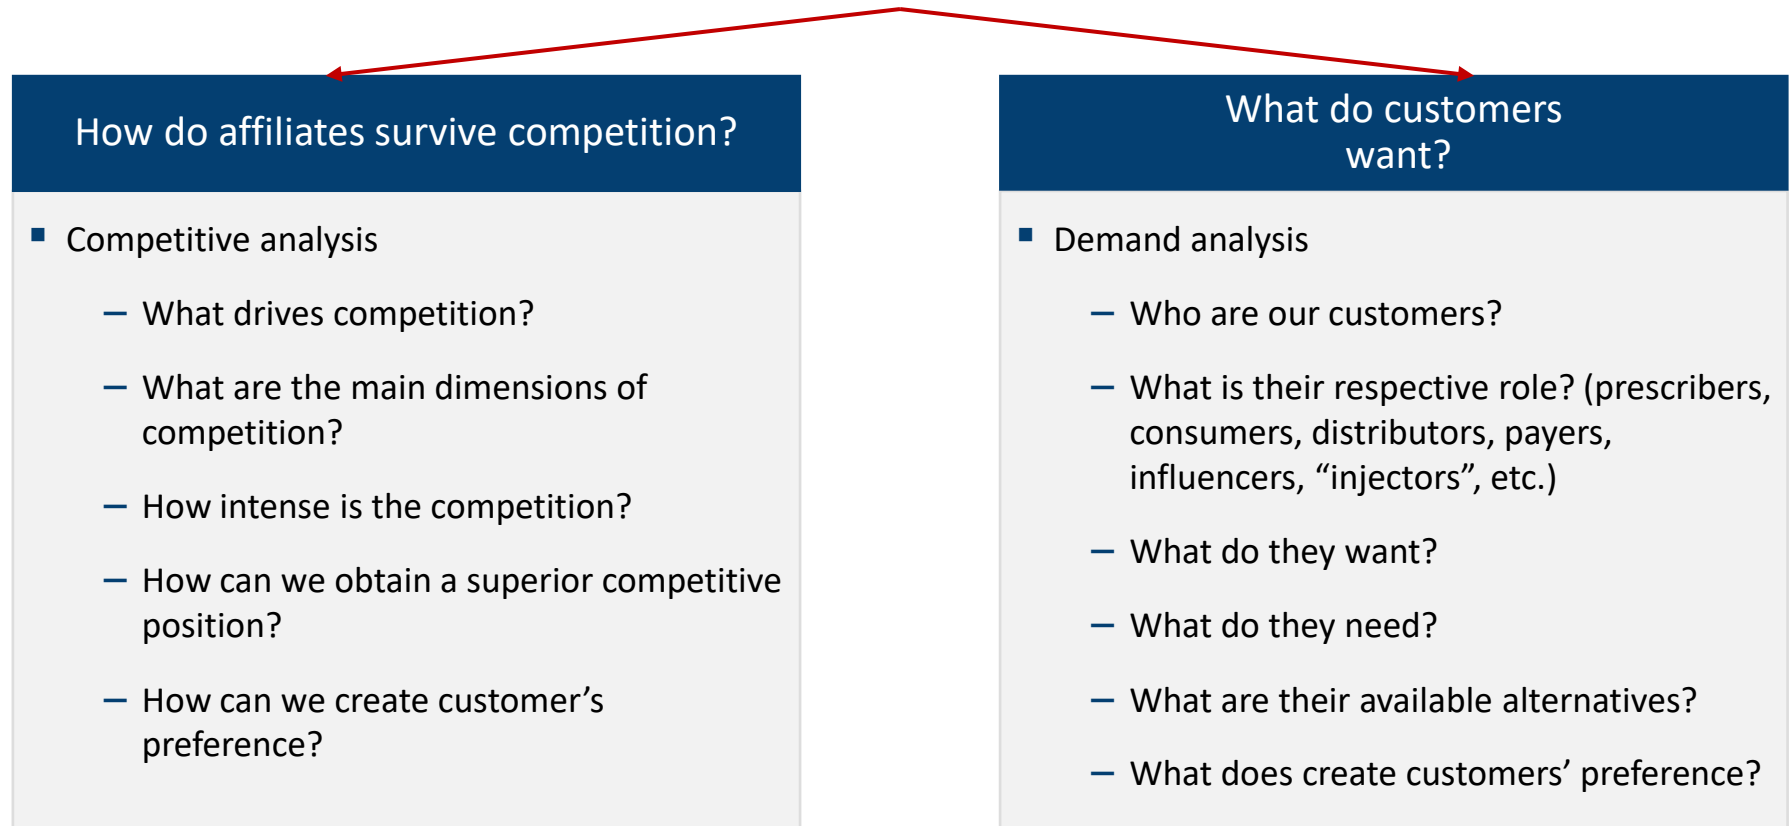 How do affiliates survive competition?
▪ Competitive analysis
– What drives competition?
– What are the main dimensions of
competition?
– How intense is the competition?
– How can we obtain a superior competitive
position?
– How can we create customer’s
preference?
What do customers
want?
▪ Demand analysis
– Who are our customers?
– What is their respective role? (prescribers,
consumers, distributors, payers,
influencers, “injectors”, etc.)
– What do they want?
– What do they need?
– What are their available alternatives?
– What does create customers’ preference?